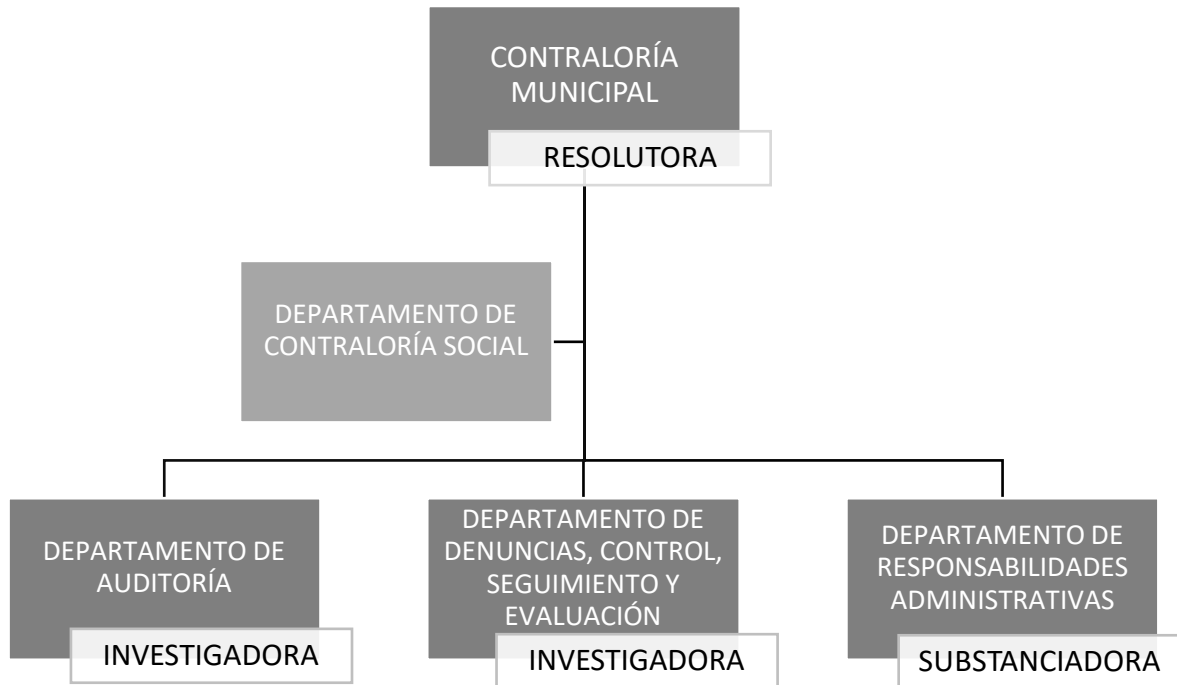 CONTRALORÍA
MUNICIPAL
RESOLUTORA
DEPARTAMENTO DE
CONTRALORÍA SOCIAL
DEPARTAMENTO DE
AUDITORÍA
INVESTIGADORA
DEPARTAMENTO DE
DENUNCIAS, CONTROL,
SEGUIMIENTO Y
EVALUACIÓN
INVESTIGADORA
DEPARTAMENTO DE
RESPONSABILIDADES
ADMINISTRATIVAS
SUBSTANCIADORA